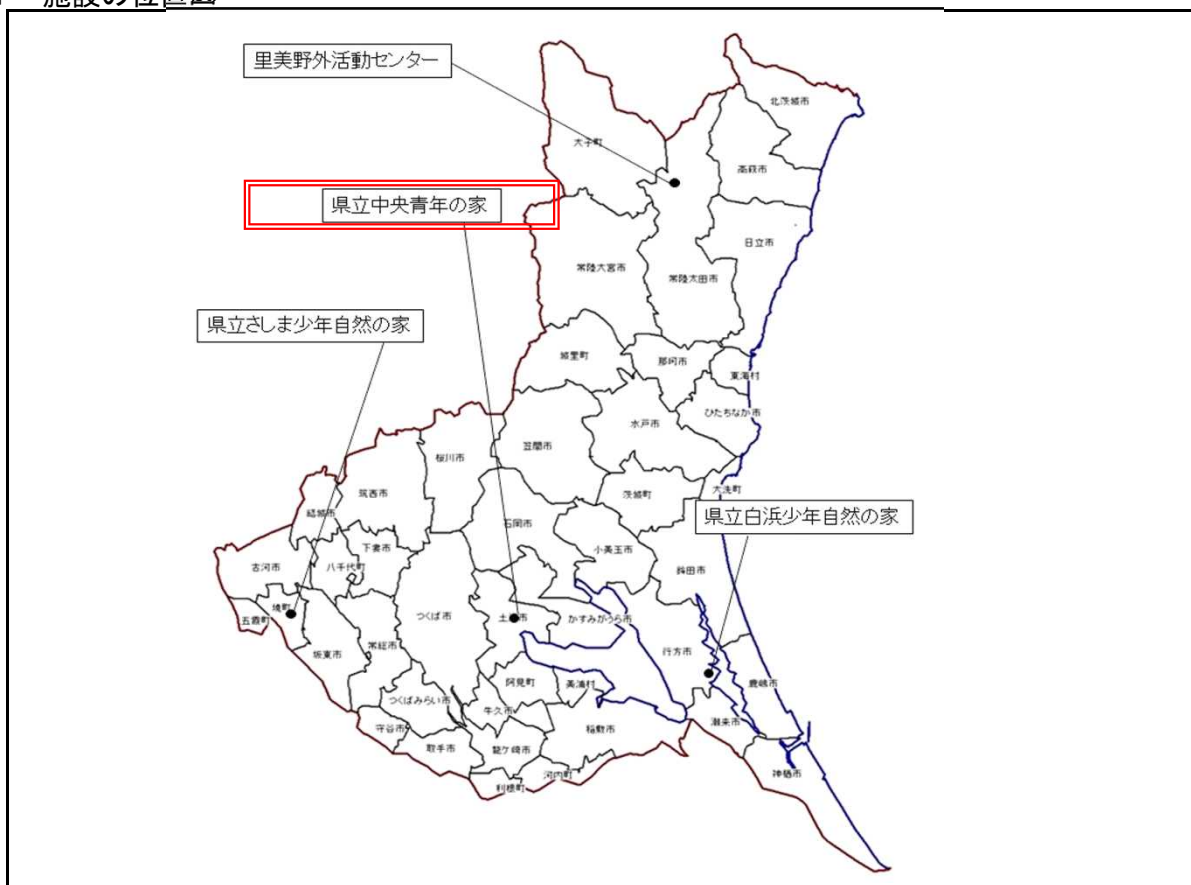 施設の位置図
里美野外活動センター
北茨城市
大子町
高萩市
県立中央青年の家
日立市
常陸大宮市
常陸太田市
県立さしま少年自然の家
城里町
那珂市
東海村
ひたちなか市
水戸市
笠間市
桜川市
筑西市
茨城町
大洗町
結城市
県立白浜少年自然の家
石岡市
小美玉市
下妻市
古河市
八千代町
鉾田市
境町
つくば市
土浦市
かすみがうら市
五霞町
常総市
坂東市
行方市
阿見町
美浦村
鹿嶋市
つくばみらい市
牛久市
潮来市
守谷市
稲敷市
取手市
龍ケ崎市
河内町
神栖市
利根町